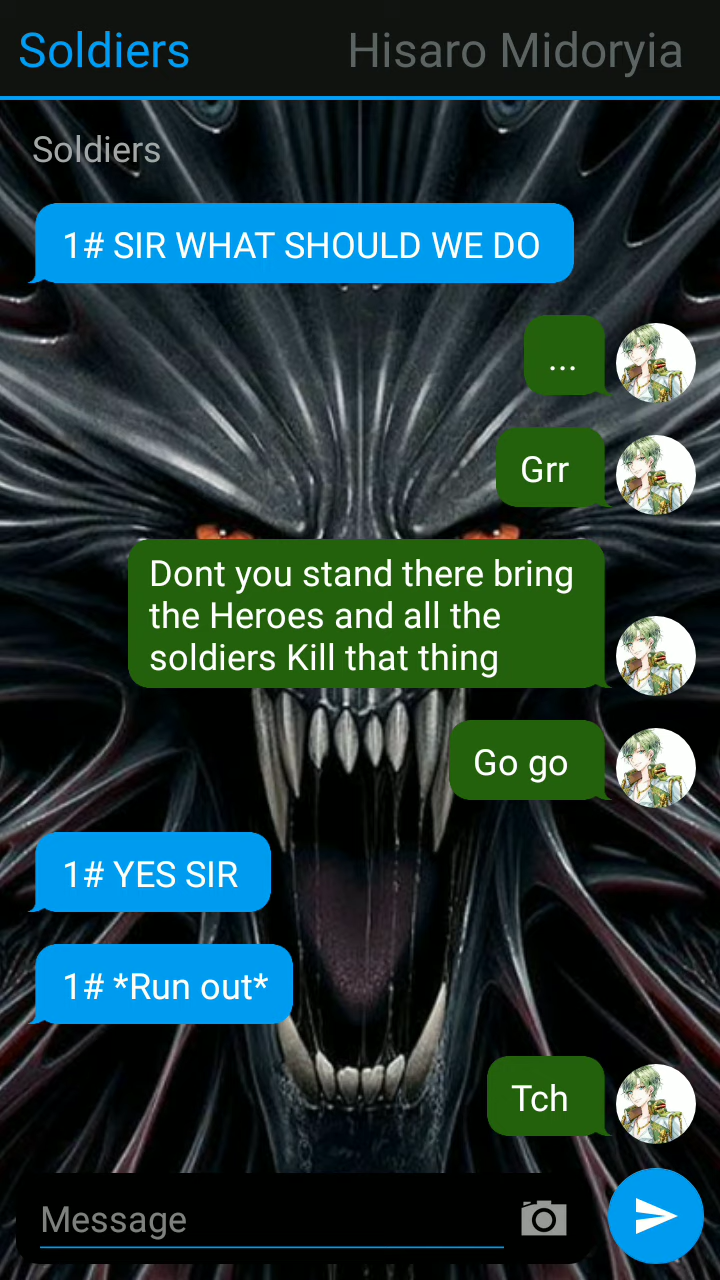 Soldiers
Hisaro Midoryia
Soldiers
1# SIR WHAT SHOULD WE DO
...
Grr
Dont you stand there bring
the Heroes and all the
soldiers Kill that thing
Go go
1# YES SIR
1# *Run out*
Tch
Message